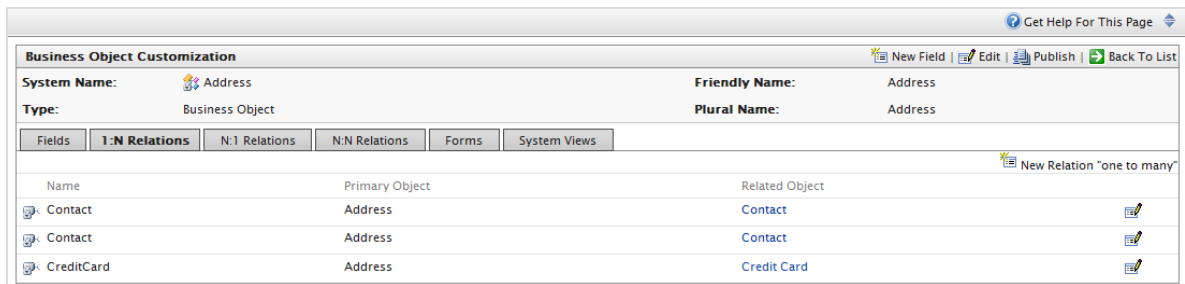 Get Help For This Page
Business Object Customization New Field | Edit | Publish | Back To List
System Name: Address Friendly Name: Address
Type: Business Object Plural Name: Address
Fields 1:N Relations N:1 Relations N:N Relations Forms System Views
New Relation "one to many"
Name Primary Object Related Object
Contact Address Contact
Contact Address Contact
CreditCard Address Credit Card